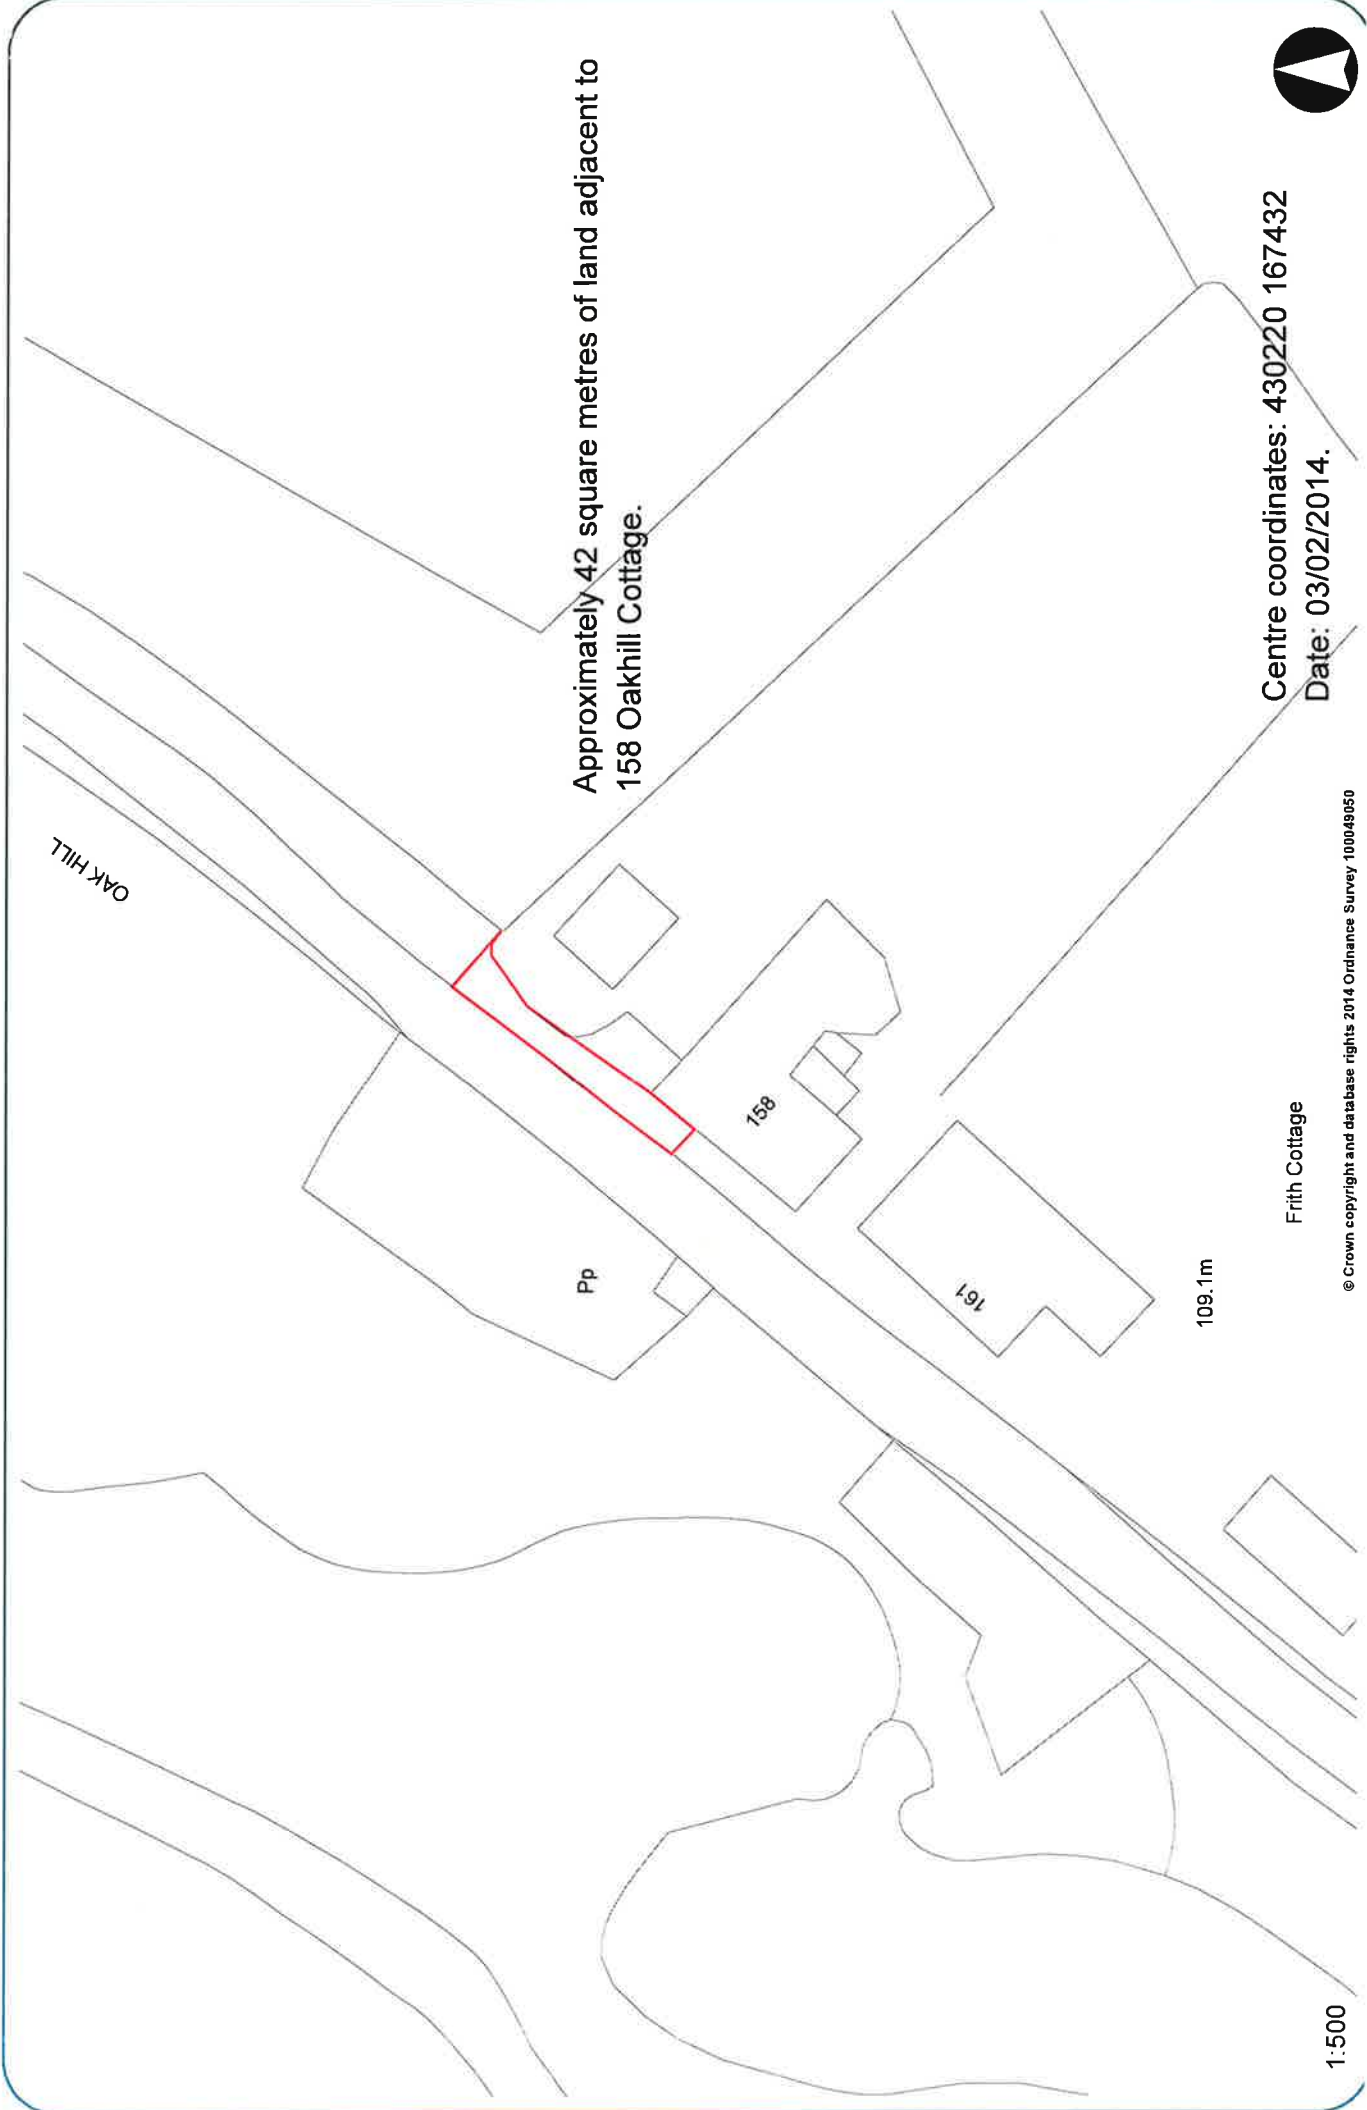 OAK HILL
Approximately 42 square metres of land adjacent to
158 Oakhill Cottage.
158
Pp
161
109.1m
Frith Cottage
Centre coordinates: 430220 167432
Date: 03/02/2014.
1:500
© Crown copyright and database rights 2014 Ordnance Survey 100049050